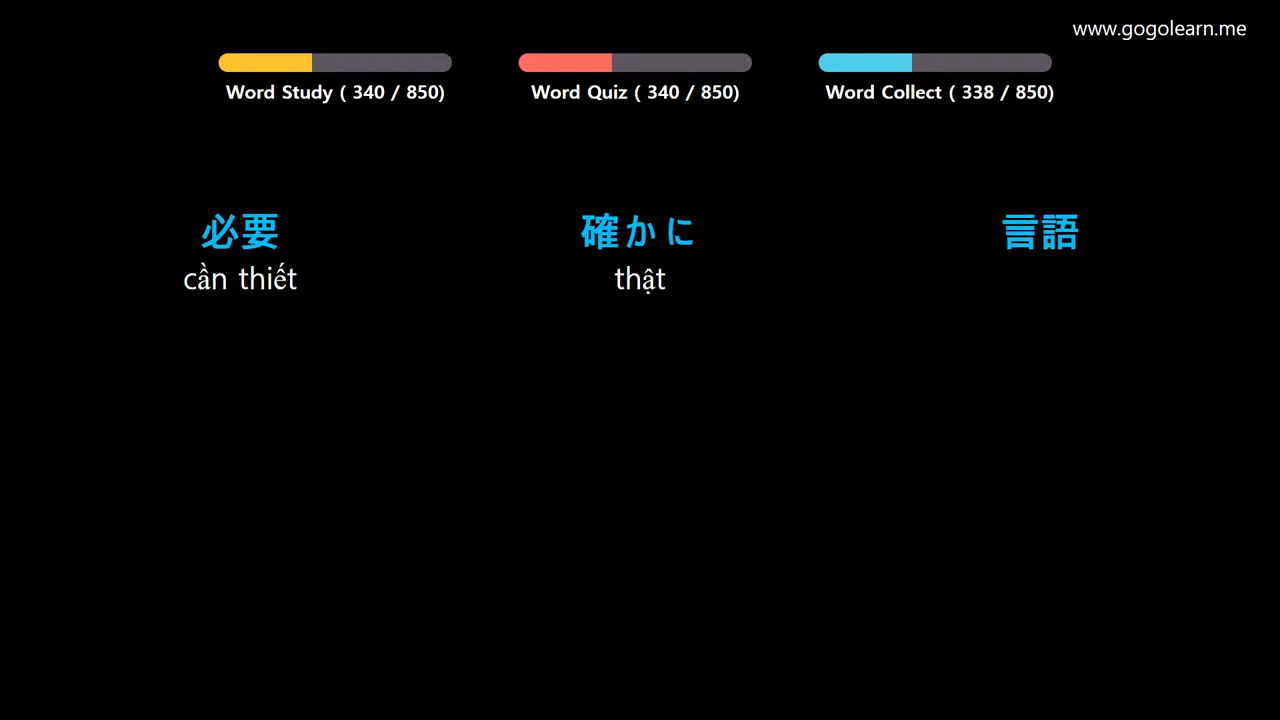 www.gogolearn.me
Word Study ( 340 / 850)
Word Quiz ( 340 / 850)
Word Collect ( 338 / 850)
必要
cần thiết
確かに
thật
言語